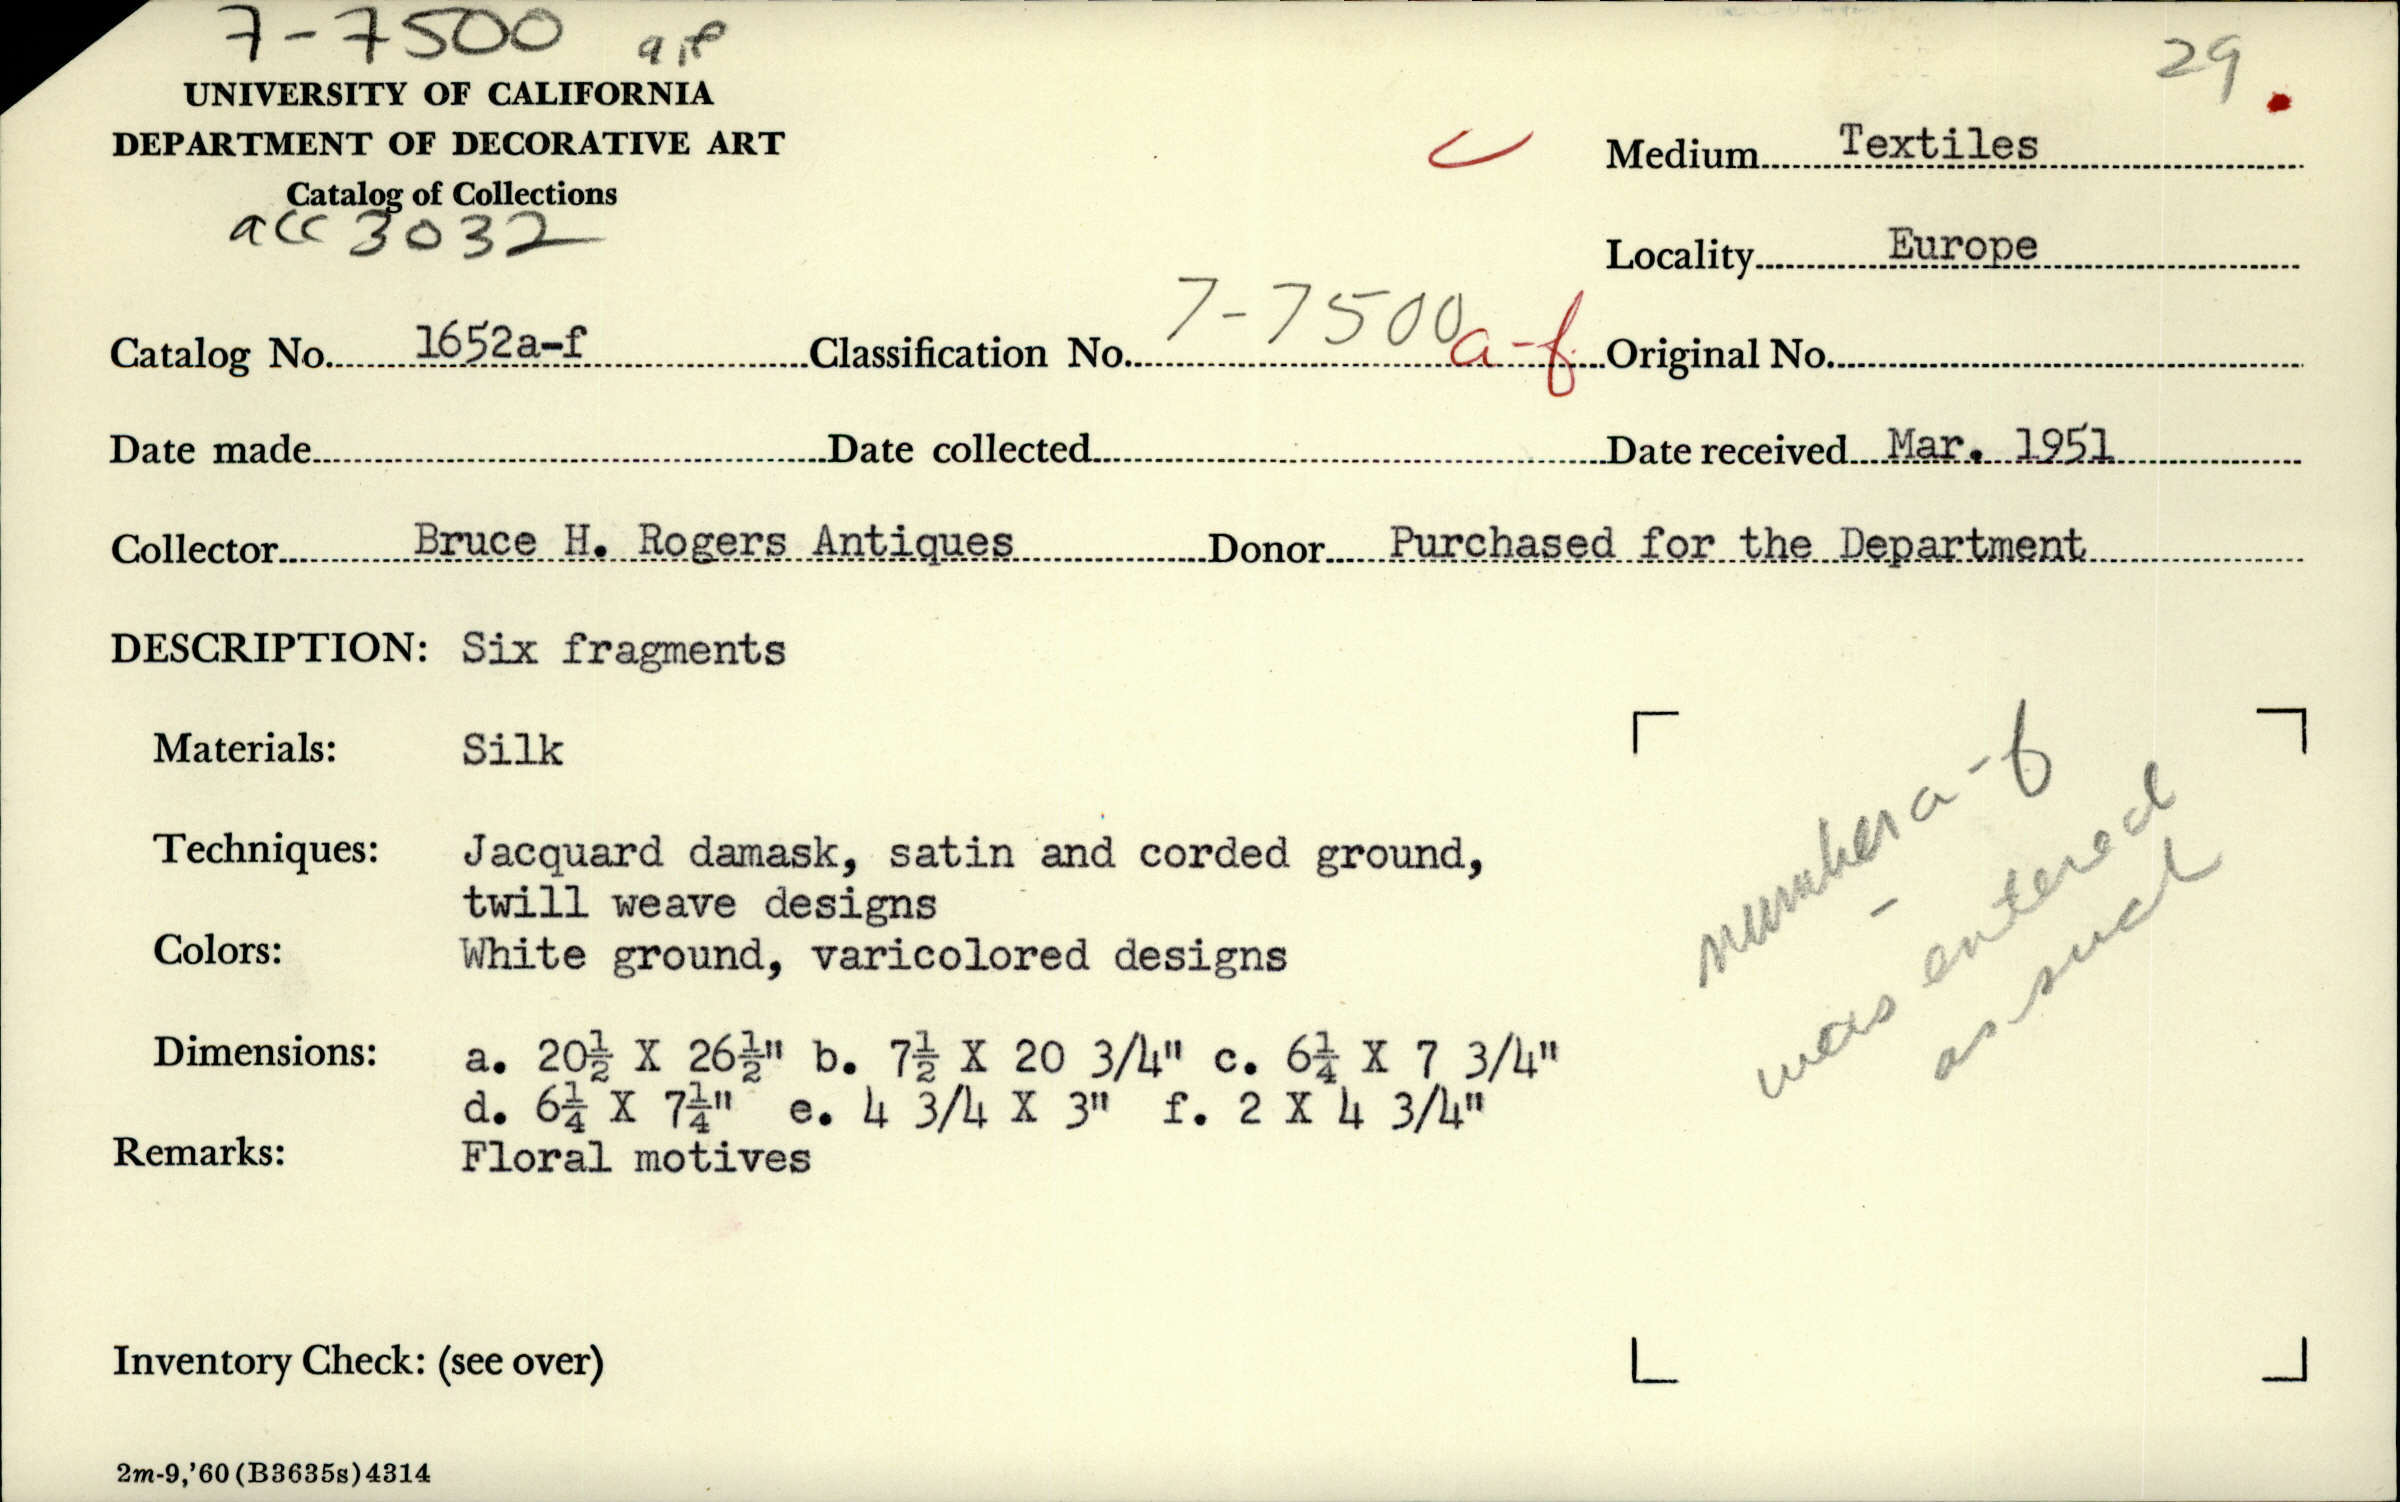 7-7500
29
UNIVERSITY OF CALIFORNIA
DEPARTMENT OF DECORATIVE ART
Catalog of Collections
acc 3032
Medium Textiles
Locality Europe
Catalog No. 1652a-f Classification No. 7-7500a-f Original No.
Date made Date collected Date received Mar. 1951
Collector Bruce H. Rogers Antiques Donor Purchased for the Department
DESCRIPTION: Six fragments
Materials: Silk
Techniques: Jacquard damask, satin and corded ground,
twill weave designs
Colors: White ground, varicolored designs
Dimensions: a. 20½ X 26½" b. 7½ X 20 3/4" c. 6¼ X 7 3/4"
d. 6¼ X 7¼" e. 4 3/4 X 3" f. 2 X 4 3/4"
Remarks: Floral motives
number a-f -
was entered
as such
Inventory Check: (see over)
2m-9,'60(B3635s)4314